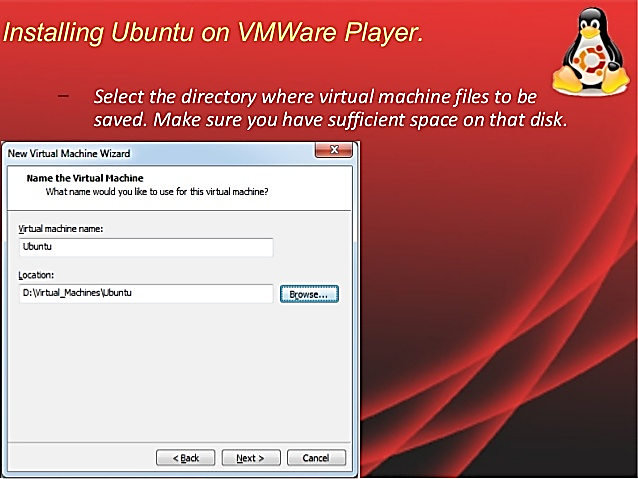 Installing Ubuntu on VMWare Player.
– Select the directory where virtual machine files to be
saved. Make sure you have sufficient space on that disk.
New Virtual Machine Wizard
Name the Virtual Machine
What name would you like to use for this virtual machine?
Virtual machine name:
Ubuntu
Location:
D:\Virtual_Machines\Ubuntu
Browse...
< Back
Next >
Cancel